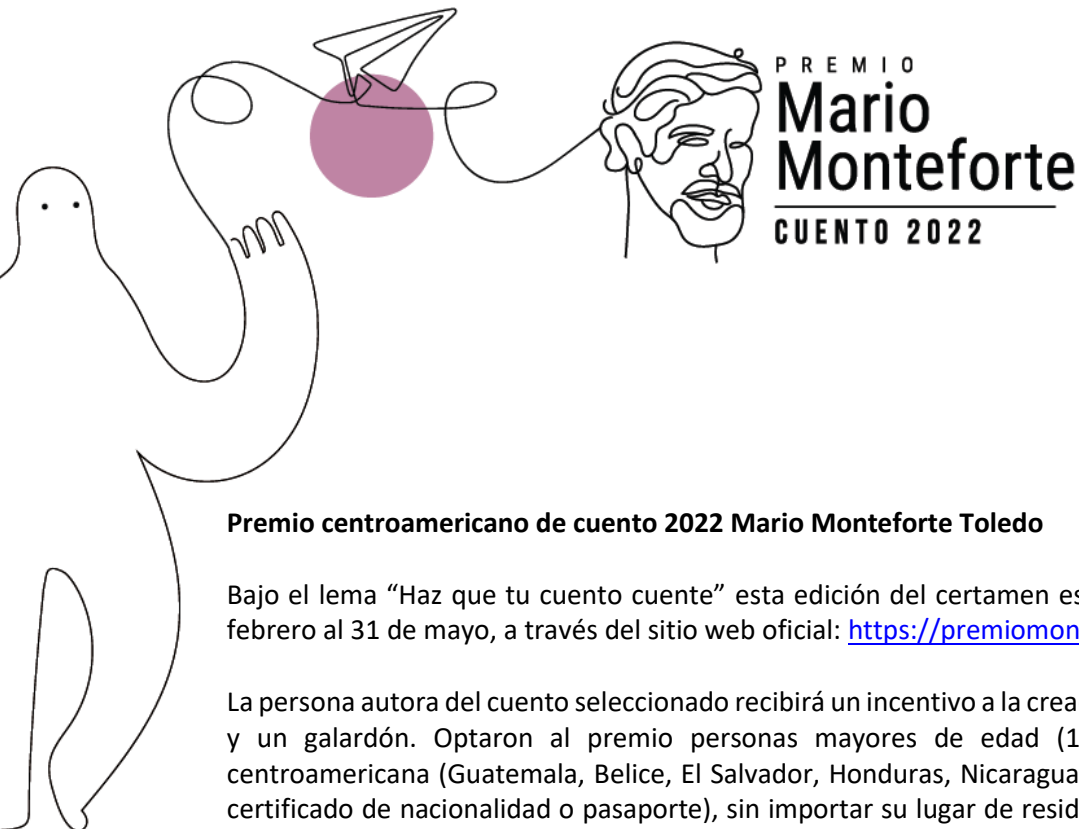 PREMIO
Mario
Monteforte
CUENTO 2022
Premio centroamericano de cuento 2022 Mario Monteforte Toledo
Bajo el lema “Haz que tu cuento cuente” esta edición del certamen es
febrero al 31 de mayo, a través del sitio web oficial: https://premiomon
La persona autora del cuento seleccionado recibirá un incentivo a la crea
y un galardón. Optaron al premio personas mayores de edad (1
centroamericana (Guatemala, Belice, El Salvador, Honduras, Nicaragua
certificado de nacionalidad o pasaporte), sin importar su lugar de resid